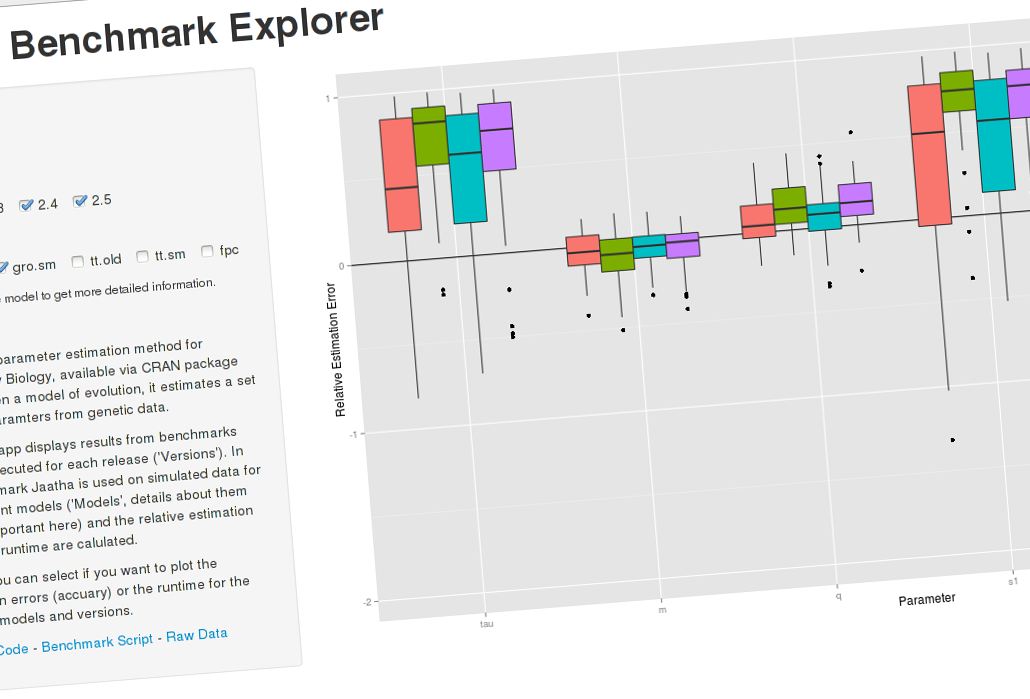 Benchmark Explorer
2.4
2.5
gro.sm
tt.old
tt.sm
fpc
model to get more detailed information.
parameter estimation method for
Biology, available via CRAN package
n a model of evolution, it estimates a set
aramters from genetic data.
app displays results from benchmarks
ecuted for each release ('Versions'). In
mark Jaatha is used on simulated data for
nt models ('Models', details about them
portant here) and the relative estimation
runtime are calulated.
ou can select if you want to plot the
n errors (accuary) or the runtime for the
models and versions.
Code - Benchmark Script - Raw Data
Relative Estimation Error
1
0
-1
-2
tau
m
q
s1
Parameter